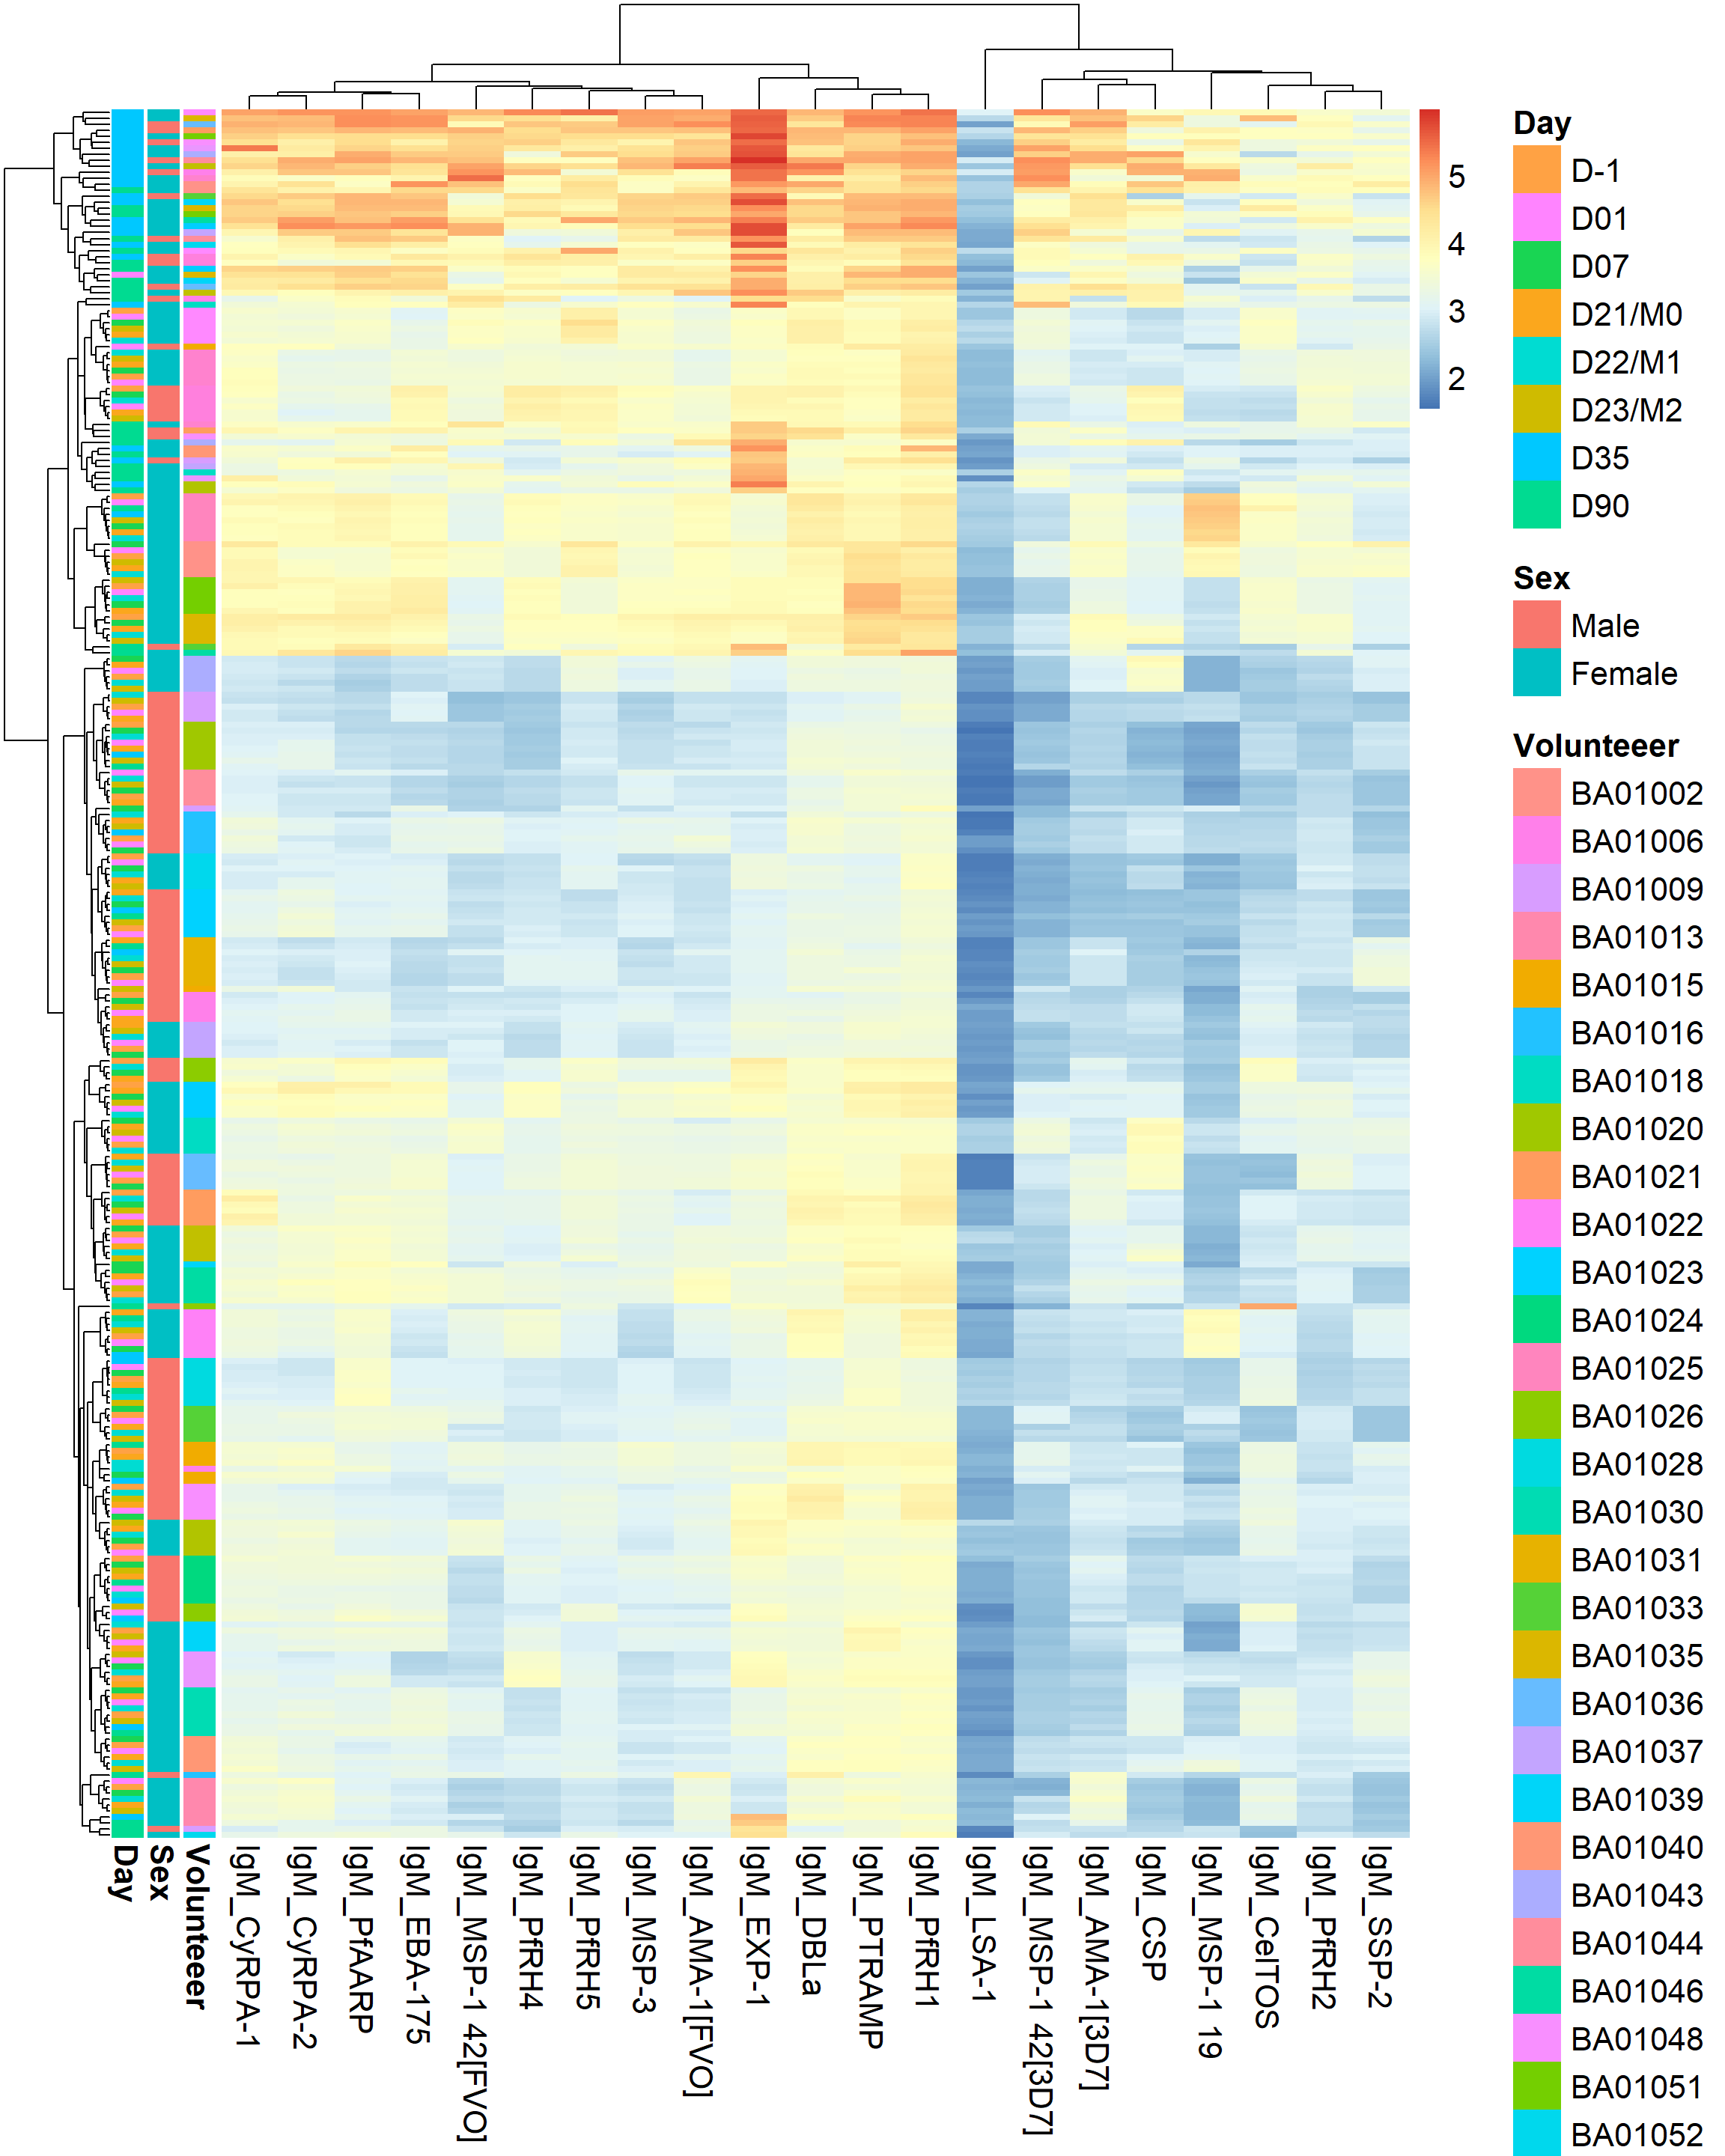 Day
D-1
D01
D07
D21/M0
D22/M1
D23/M2
D35
D90
Sex
Male
Female
Volunteeer
BA01002
BA01006
BA01009
BA01013
BA01015
BA01016
BA01018
BA01020
BA01021
BA01022
BA01023
BA01024
BA01025
BA01026
BA01028
BA01030
BA01031
BA01033
BA01035
BA01036
BA01037
BA01039
BA01040
BA01043
BA01044
BA01046
BA01048
BA01051
BA01052
5
4
3
2
Day
Sex
Volunteeer
IgM_CyRPA-1
IgM_CyRPA-2
IgM_PfAARP
IgM_EBA-175
IgM_MSP-1 42[FVO]
IgM_PfRH4
IgM_PfRH5
IgM_MSP-3
IgM_AMA-1[FVO]
IgM_EXP-1
IgM_DBLa
IgM_PTRAMP
IgM_PfRH1
IgM_LSA-1
IgM_MSP-1 42[3D7]
IgM_AMA-1[3D7]
IgM_CSP
IgM_MSP-1 19
IgM_CelTOS
IgM_PfRH2
IgM_SSP-2